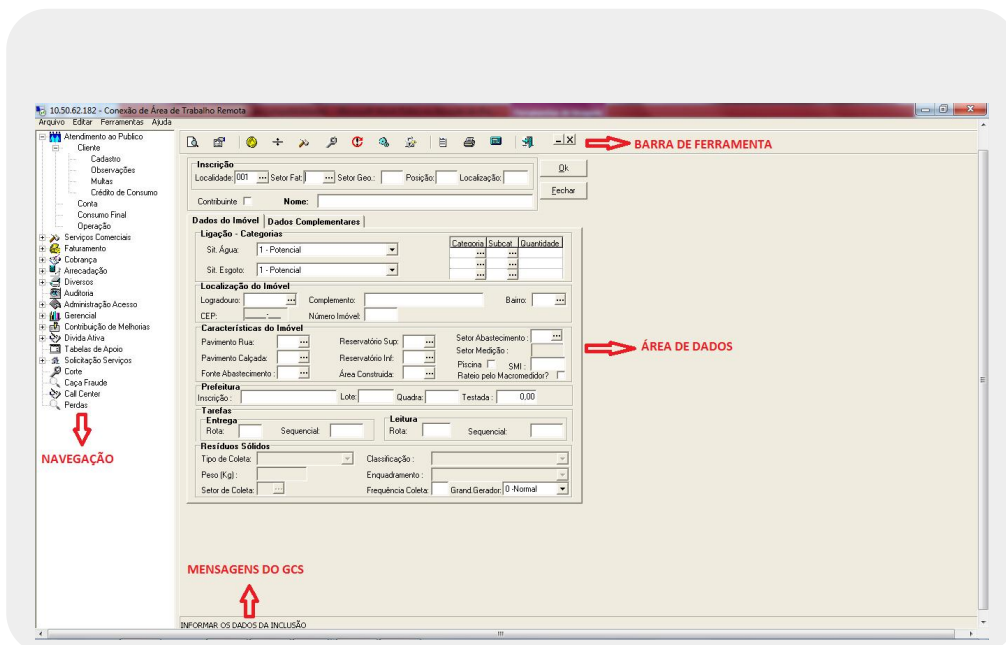 10.50.62.182 - Conexão de Área de Trabalho Remota
Arquivo Editar Ferramentas Ajuda
Atendimento ao Publico
Cliente
Cadastro
Observações
Multas
Crédito de Consumo
Conta
Consumo Final
Operação
Serviços Comerciais
Faturamento
Cobrança
Arrecadação
Diversos
Auditoria
Administração Acesso
Gerencial
Contribuição de Melhorias
Divida Ativa
Tabelas de Apoio
Solicitação Serviços
Corte
Caça Fraude
Call Center
Perdas
NAVEGAÇÃO
BARRA DE FERRAMENTA
Inscrição
Localidade: 001 ... Setor Fat: ... Setor Geo.: Posição: Localização:
Contribuinte Nome:
Ok
Fechar
Dados do Imóvel Dados Complementares
Ligação - Categorias
Sit. Água: 1 - Potencial
Sit. Esgoto: 1 - Potencial
Categoria Subcat Quantidade
... ...
... ...
... ...
Localização do Imóvel
Logradouro: ... Complemento: Bairro: ...
CEP: _____-___ Número Imóvel:
Características do Imóvel
Pavimento Rua: ... Reservatório Sup: ... Setor Abastecimento : ...
Setor Medição :
Pavimento Calçada: ... Reservatório Inf: ... Piscina SMI :
Fonte Abastecimento : ... Área Construida: ... Rateio pelo Macromedidor?
Prefeitura
Inscrição : Lote: Quadra: Testada : 0,00
Tarefas
Entrega Leitura
Rota: Sequencial: Rota: Sequencial:
Resíduos Sólidos
Tipo de Coleta: Classificação :
Peso (Kg) : Enquadramento :
Setor de Coleta: ... Frequência Coleta: Grand.Gerador: 0 -Normal
ÁREA DE DADOS
MENSAGENS DO GCS
INFORMAR OS DADOS DA INCLUSÃO